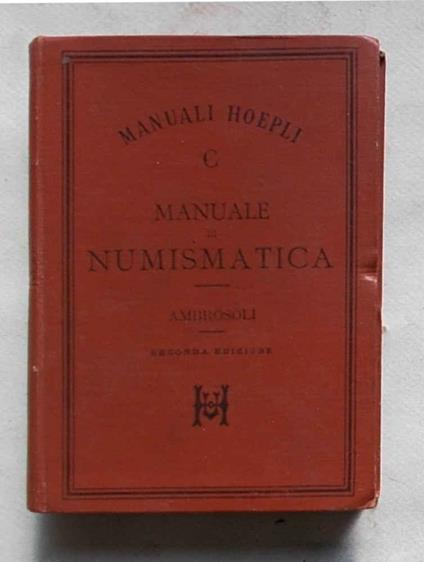 MANUALI HOEPLI
C
MANUALE
DI
NUMISMATICA
AMBROSOLI
SECONDA EDIZIONE